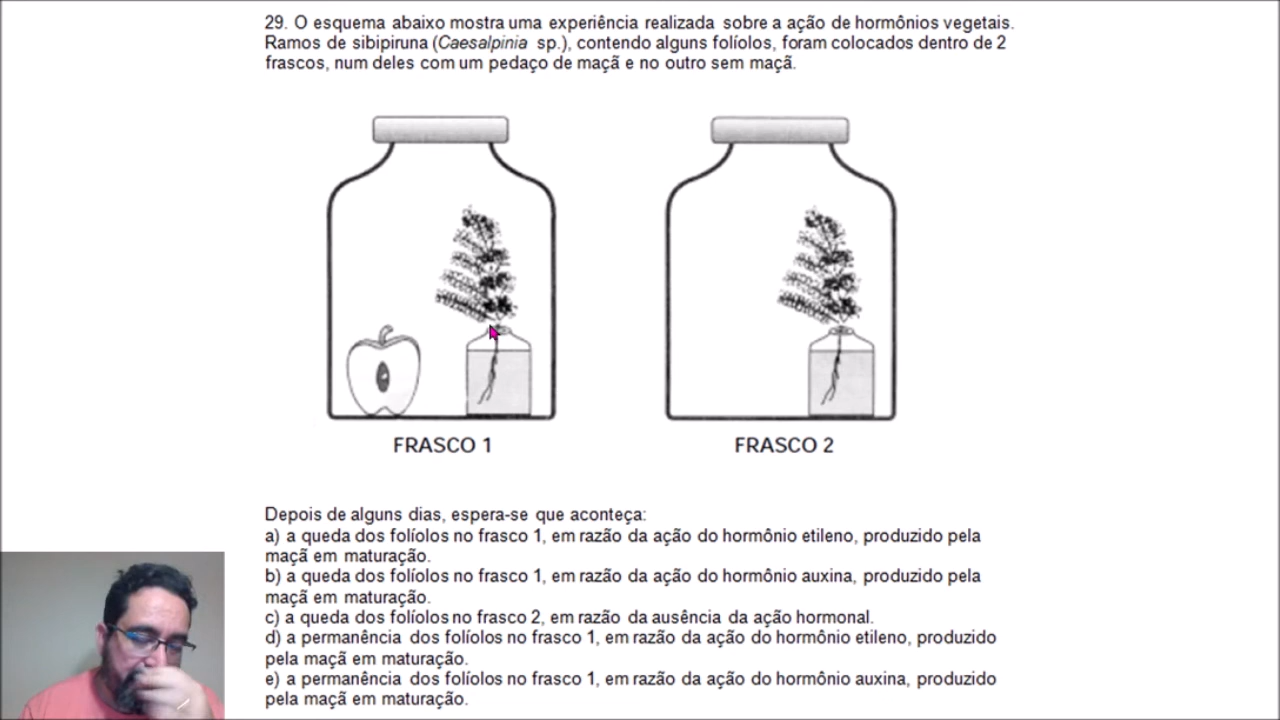 29. O esquema abaixo mostra uma experiência realizada sobre a ação de hormônios vegetais.
Ramos de sibipiruna (Caesalpinia sp.), contendo alguns folíolos, foram colocados dentro de 2
frascos, num deles com um pedaço de maçã e no outro sem maçã.
FRASCO 1
FRASCO 2
Depois de alguns dias, espera-se que aconteça:
a) a queda dos folíolos no frasco 1, em razão da ação do hormônio etileno, produzido pela
maçã em maturação.
b) a queda dos folíolos no frasco 1, em razão da ação do hormônio auxina, produzido pela
maçã em maturação.
c) a queda dos folíolos no frasco 2, em razão da ausência da ação hormonal.
d) a permanência dos folíolos no frasco 1, em razão da ação do hormônio etileno, produzido
pela maçã em maturação.
e) a permanência dos folíolos no frasco 1, em razão da ação do hormônio auxina, produzido
pela maçã em maturação.